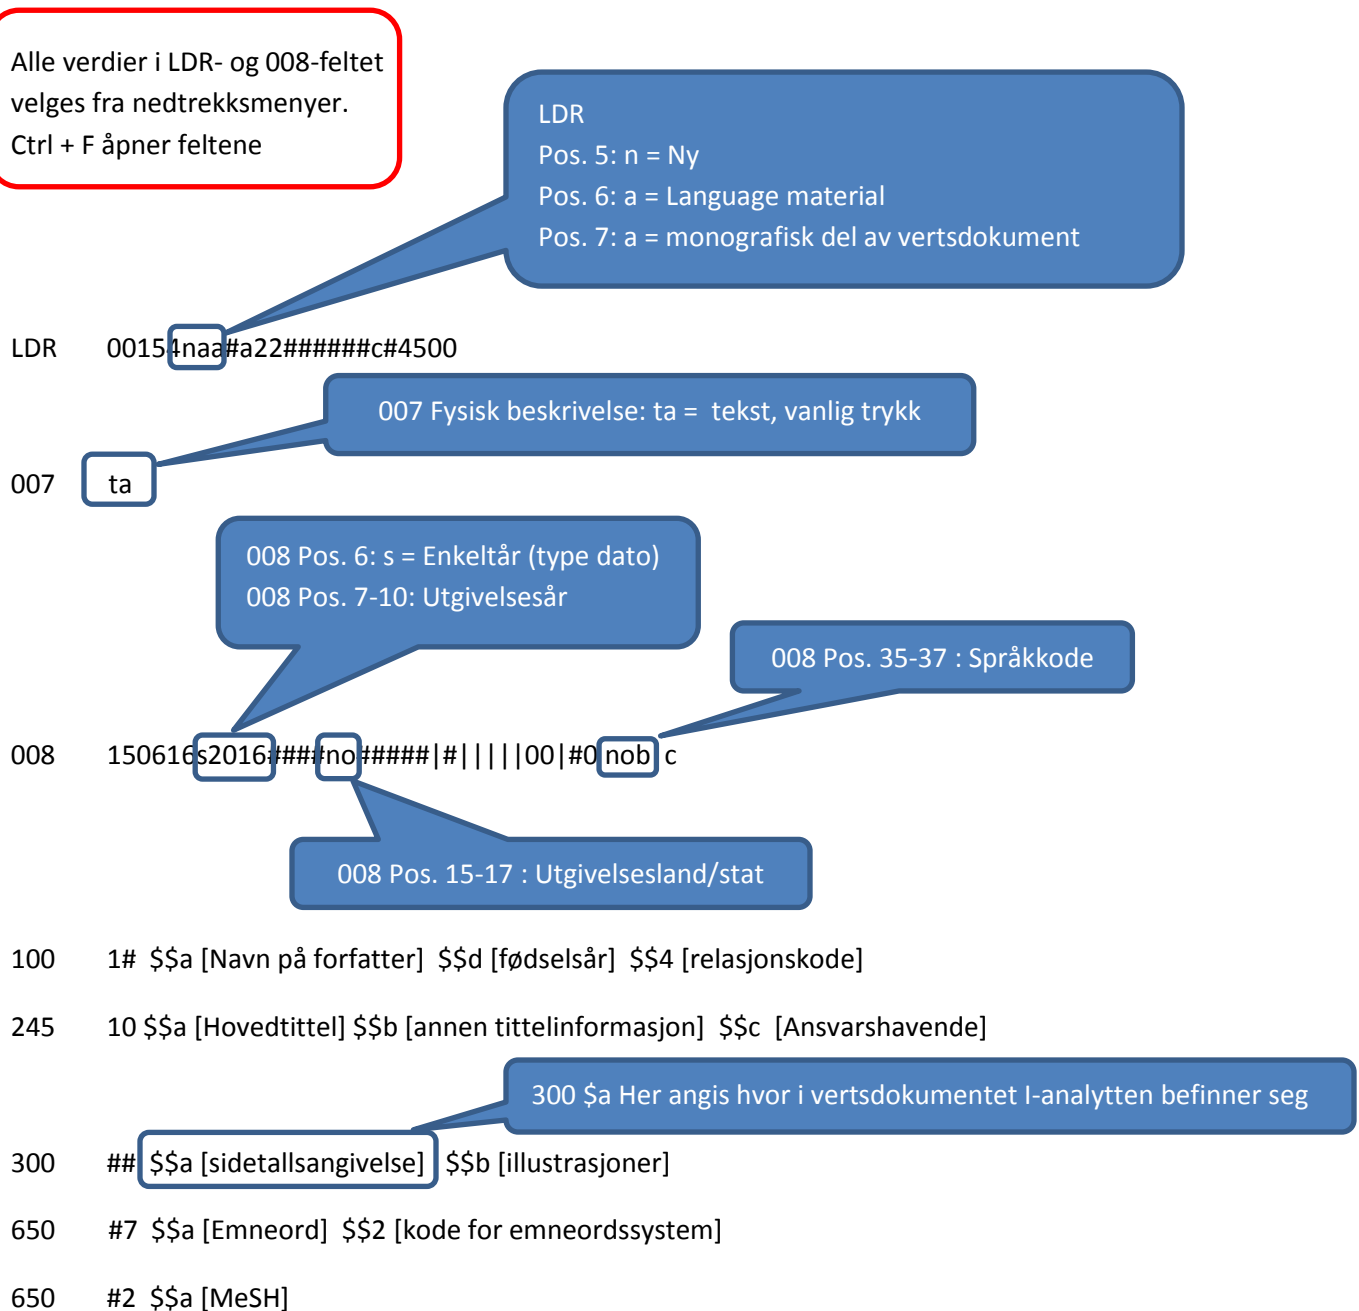 Alle verdier i LDR- og 008-feltet
velges fra nedtrekksmenyer.
Ctrl + F åpner feltene
LDR
Pos. 5: n = Ny
Pos. 6: a = Language material
Pos. 7: a = monografisk del av vertsdokument
LDR 00154naa#a22######c#4500
007 Fysisk beskrivelse: ta = tekst, vanlig trykk
007 ta
008 Pos. 6: s = Enkeltår (type dato)
008 Pos. 7-10: Utgivelsesår
008 Pos. 35-37 : Språkkode
008 150616s2016####no#####|#|||||00|#0 nob c
008 Pos. 15-17 : Utgivelsesland/stat
100 1# $$a [Navn på forfatter] $$d [fødselsår] $$4 [relasjonskode]
245 10 $$a [Hovedtittel] $$b [annen tittelinformasjon] $$c [Ansvarshavende]
300 $a Her angis hvor i vertsdokumentet I-analytten befinner seg
300 ## $$a [sidetallsangivelse] $$b [illustrasjoner]
650 #7 $$a [Emneord] $$2 [kode for emneordssystem]
650 #2 $$a [MeSH]